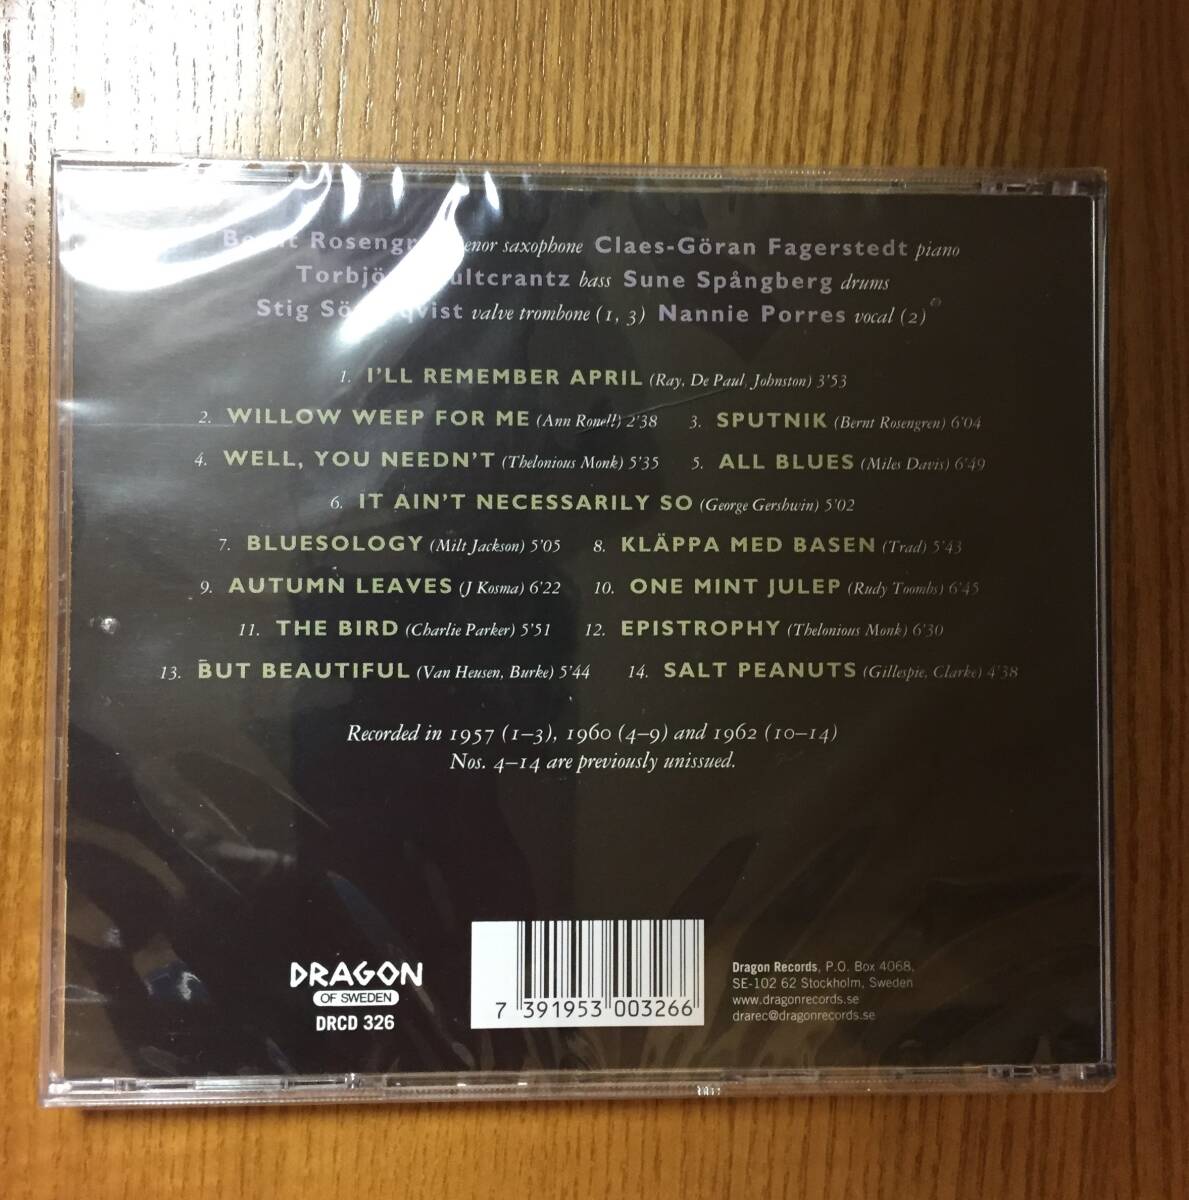 Rosengr enor saxophone Claes-Göran Fagerstedt piano
Torbjö ultcrantz bass Sune Spångberg drums
Stig Sö qvist valve trombone (1, 3) Nannie Porres vocal (2)
1. I'LL REMEMBER APRIL (Ray, De Paul, Johnston) 3'53
2. WILLOW WEEP FOR ME (Ann Ronell) 2'38 3. SPUTNIK (Bernt Rosengren) 6'04
4. WELL, YOU NEEDN'T (Thelonious Monk) 5'35 5. ALL BLUES (Miles Davis) 6'49
6. IT AIN'T NECESSARILY SO (George Gershwin) 5'02
7. BLUESOLOGY (Milt Jackson) 5'05 8. KLÄPPA MED BASEN (Trad) 5'43
9. AUTUMN LEAVES (J Kosma) 6'22 10. ONE MINT JULEP (Rudy Toombs) 6'45
11. THE BIRD (Charlie Parker) 5'51 12. EPISTROPHY (Thelonious Monk) 6'30
13. BUT BEAUTIFUL (Van Heusen, Burke) 5'44 14. SALT PEANUTS (Gillespie, Clarke) 4'38
Recorded in 1957 (1–3), 1960 (4–9) and 1962 (10–14)
Nos. 4–14 are previously unissued.
DRAGON
OF SWEDEN
DRCD 326
7 391953 003266
Dragon Records, P.O. Box 4068,
SE-102 62 Stockholm, Sweden
www.dragonrecords.se
drarec@dragonrecords.se